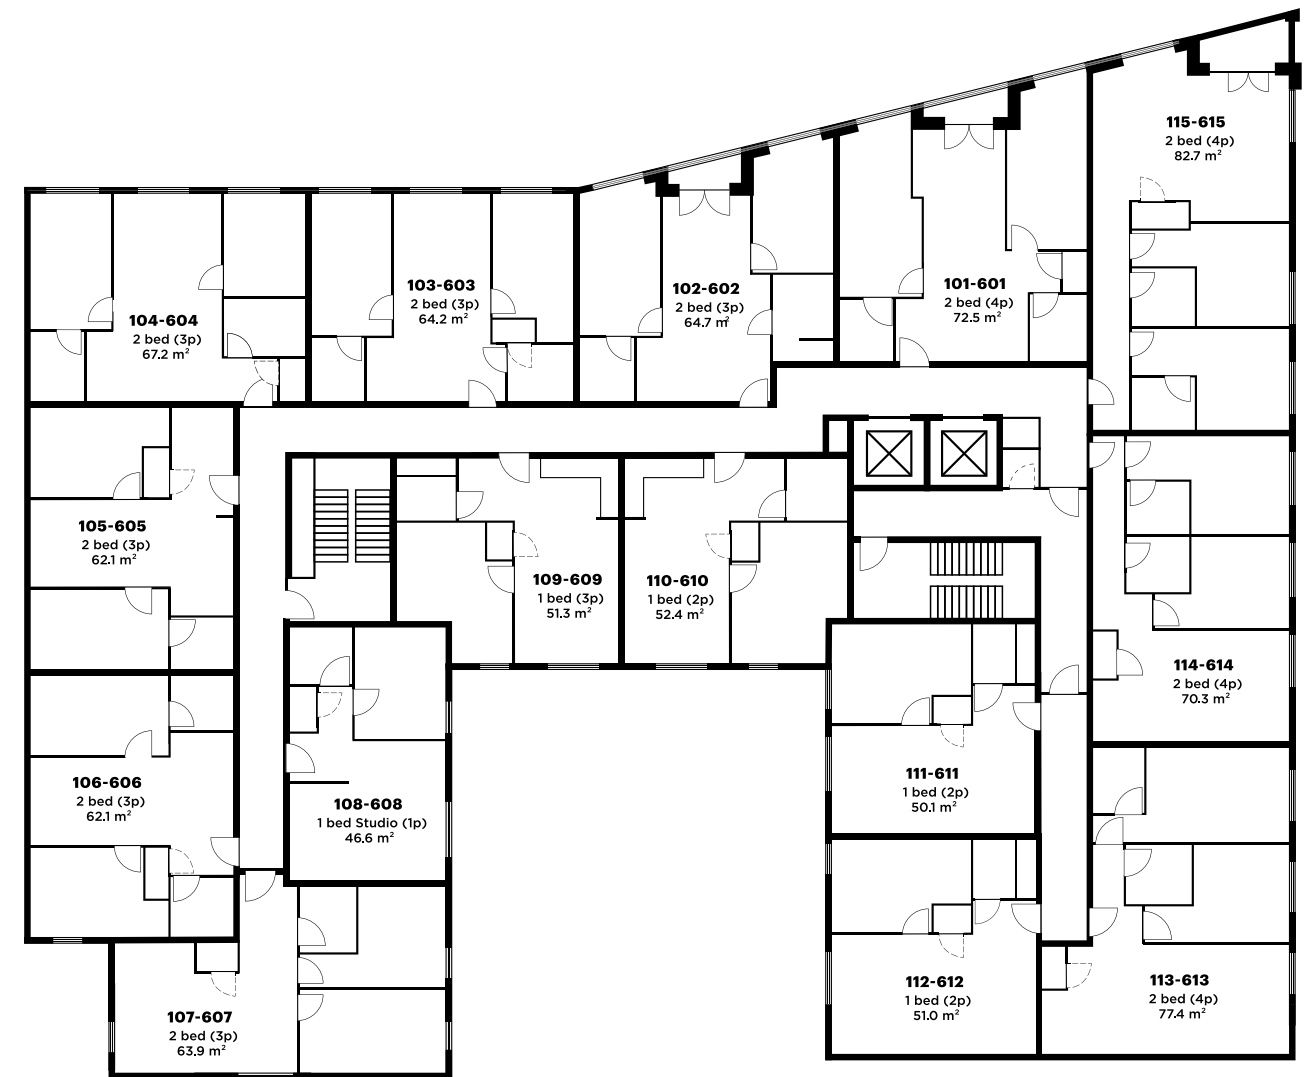 115-615
2 bed (4p)
82.7 m²
103-603
2 bed (3p)
64.2 m²
102-602
2 bed (3p)
64.7 m²
101-601
2 bed (4p)
72.5 m²
104-604
2 bed (3p)
67.2 m²
105-605
2 bed (3p)
62.1 m²
109-609
1 bed (3p)
51.3 m²
110-610
1 bed (2p)
52.4 m²
114-614
2 bed (4p)
70.3 m²
106-606
2 bed (3p)
62.1 m²
108-608
1 bed Studio (1p)
46.6 m²
111-611
1 bed (2p)
50.1 m²
112-612
1 bed (2p)
51.0 m²
113-613
2 bed (4p)
77.4 m²
107-607
2 bed (3p)
63.9 m²